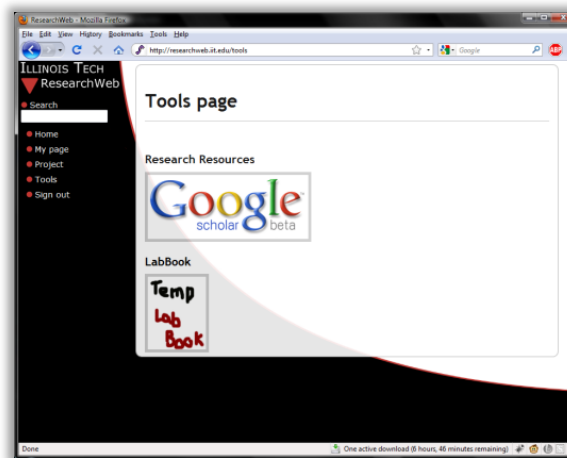 ResearchWeb - Mozilla Firefox
File Edit View History Bookmarks Tools Help
http://researchweb.iit.edu/tools
Google
ABP
ILLINOIS TECH
ResearchWeb
Search
Home
My page
Project
Tools
Sign out
Tools page
Research Resources
Google
scholar beta
LabBook
Temp
Lab
Book
Done
One active download (6 hours, 46 minutes remaining)